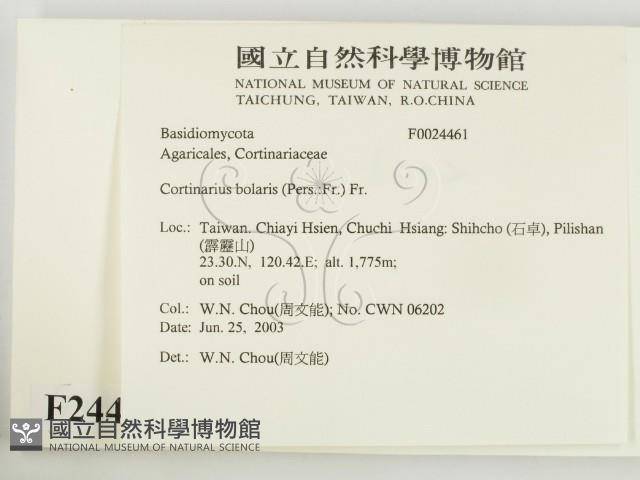 國立自然科學博物館
NATIONAL MUSEUM OF NATURAL SCIENCE
TAICHUNG, TAIWAN, R.O.CHINA
Basidiomycota F0024461
Agaricales, Cortinariaceae
Cortinarius bolaris (Pers.:Fr.) Fr.
Loc.: Taiwan. Chiayi Hsien, Chuchi Hsiang: Shihcho (石卓), Pilishan
(霹靂山)
23.30.N, 120.42.E; alt. 1,775m;
on soil
Col.: W.N. Chou(周文能); No. CWN 06202
Date: Jun. 25, 2003
Det.: W.N. Chou(周文能)
F244
國立自然科學博物館
NATIONAL MUSEUM OF NATURAL SCIENCE